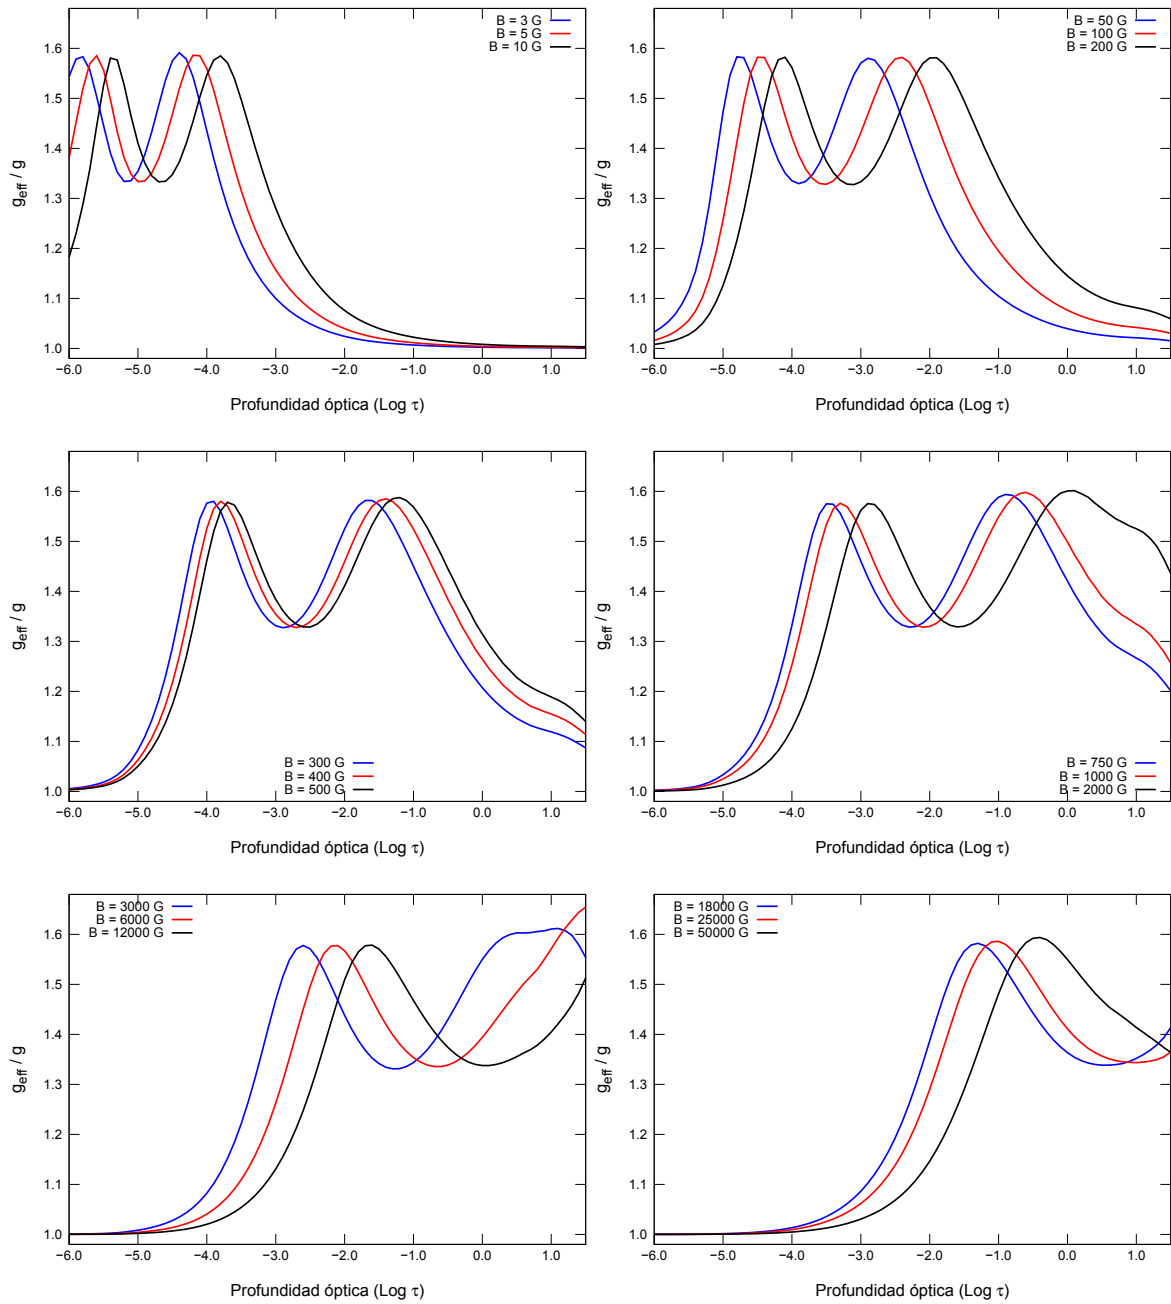 B = 3 G
B = 5 G
B = 10 G
1.6
1.5
1.4
1.3
1.2
1.1
1.0
g_eff / g
−6.0 −5.0 −4.0 −3.0 −2.0 −1.0 0.0 1.0
Profundidad óptica (Log τ)
B = 50 G
B = 100 G
B = 200 G
1.6
1.5
1.4
1.3
1.2
1.1
1.0
g_eff / g
−6.0 −5.0 −4.0 −3.0 −2.0 −1.0 0.0 1.0
Profundidad óptica (Log τ)
1.6
1.5
1.4
1.3
1.2
1.1
1.0
g_eff / g
B = 300 G
B = 400 G
B = 500 G
−6.0 −5.0 −4.0 −3.0 −2.0 −1.0 0.0 1.0
Profundidad óptica (Log τ)
1.6
1.5
1.4
1.3
1.2
1.1
1.0
g_eff / g
B = 750 G
B = 1000 G
B = 2000 G
−6.0 −5.0 −4.0 −3.0 −2.0 −1.0 0.0 1.0
Profundidad óptica (Log τ)
B = 3000 G
B = 6000 G
B = 12000 G
1.6
1.5
1.4
1.3
1.2
1.1
1.0
g_eff / g
−6.0 −5.0 −4.0 −3.0 −2.0 −1.0 0.0 1.0
Profundidad óptica (Log τ)
B = 18000 G
B = 25000 G
B = 50000 G
1.6
1.5
1.4
1.3
1.2
1.1
1.0
g_eff / g
−6.0 −5.0 −4.0 −3.0 −2.0 −1.0 0.0 1.0
Profundidad óptica (Log τ)